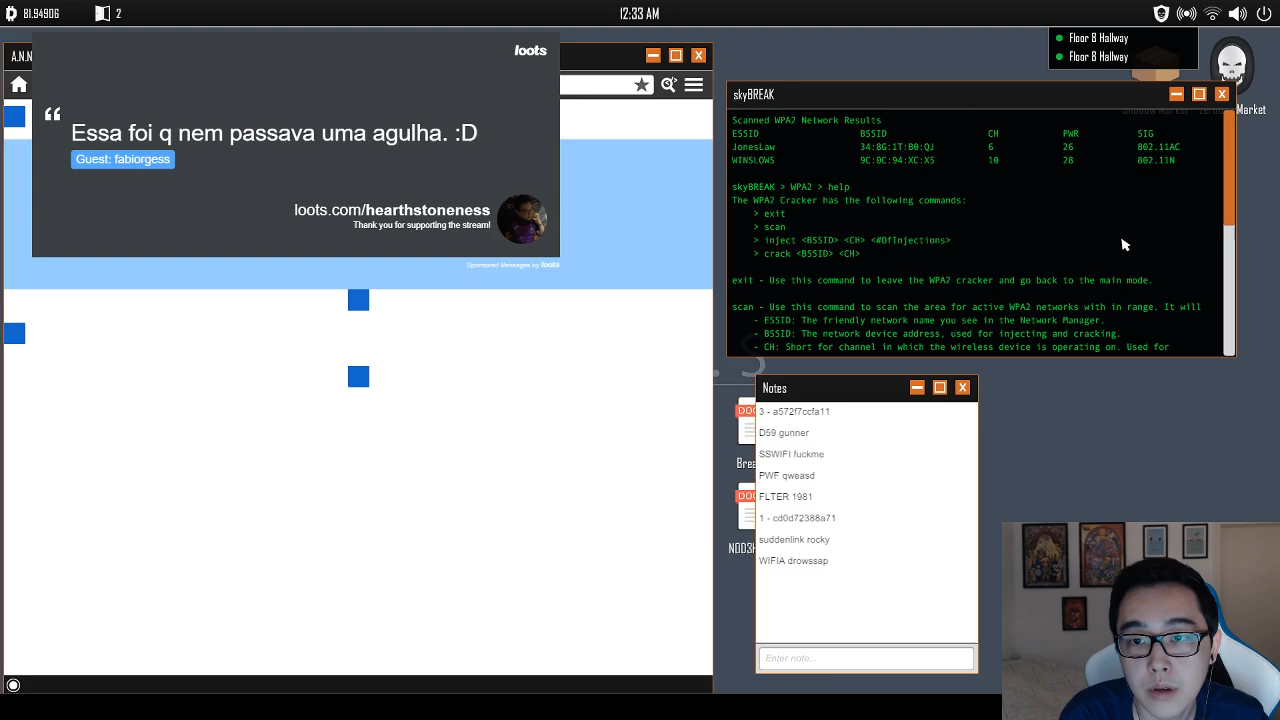 81.94906
2
12:33 AM
Floor 8 Hallway
Floor 8 Hallway
A.N.N
loots
“
Essa foi q nem passava uma agulha. :D
Guest: fabiorgess
loots.com/hearthstoneness
Thank you for supporting the stream!
Sponsored Messages by loots
skyBREAK
Scanned WPA2 Network Results
ESSID BSSID CH PWR SIG
JonesLaw 34:8G:1T:B0:QJ 6 26 802.11AC
WINSLOWS 9C:0C:94:XC:X5 10 28 802.11N
skyBREAK > WPA2 > help
The WPA2 Cracker has the following commands:
> exit
> scan
> inject <BSSID> <CH> <#OfInjections>
> crack <BSSID> <CH>
exit - Use this command to leave the WPA2 cracker and go back to the main mode.
scan - Use this command to scan the area for active WPA2 networks with in range. It will
- ESSID: The friendly network name you see in the Network Manager.
- BSSID: The network device address, used for injecting and cracking.
- CH: Short for channel in which the wireless device is operating on. Used for
Market
Notes
3 - a572f7ccfa11
D59 gunner
SSWIFI fuckme
PWF qweasd
FLTER 1981
1 - cd0d72388a71
suddenlink rocky
WIFIA drowssap
Enter note...